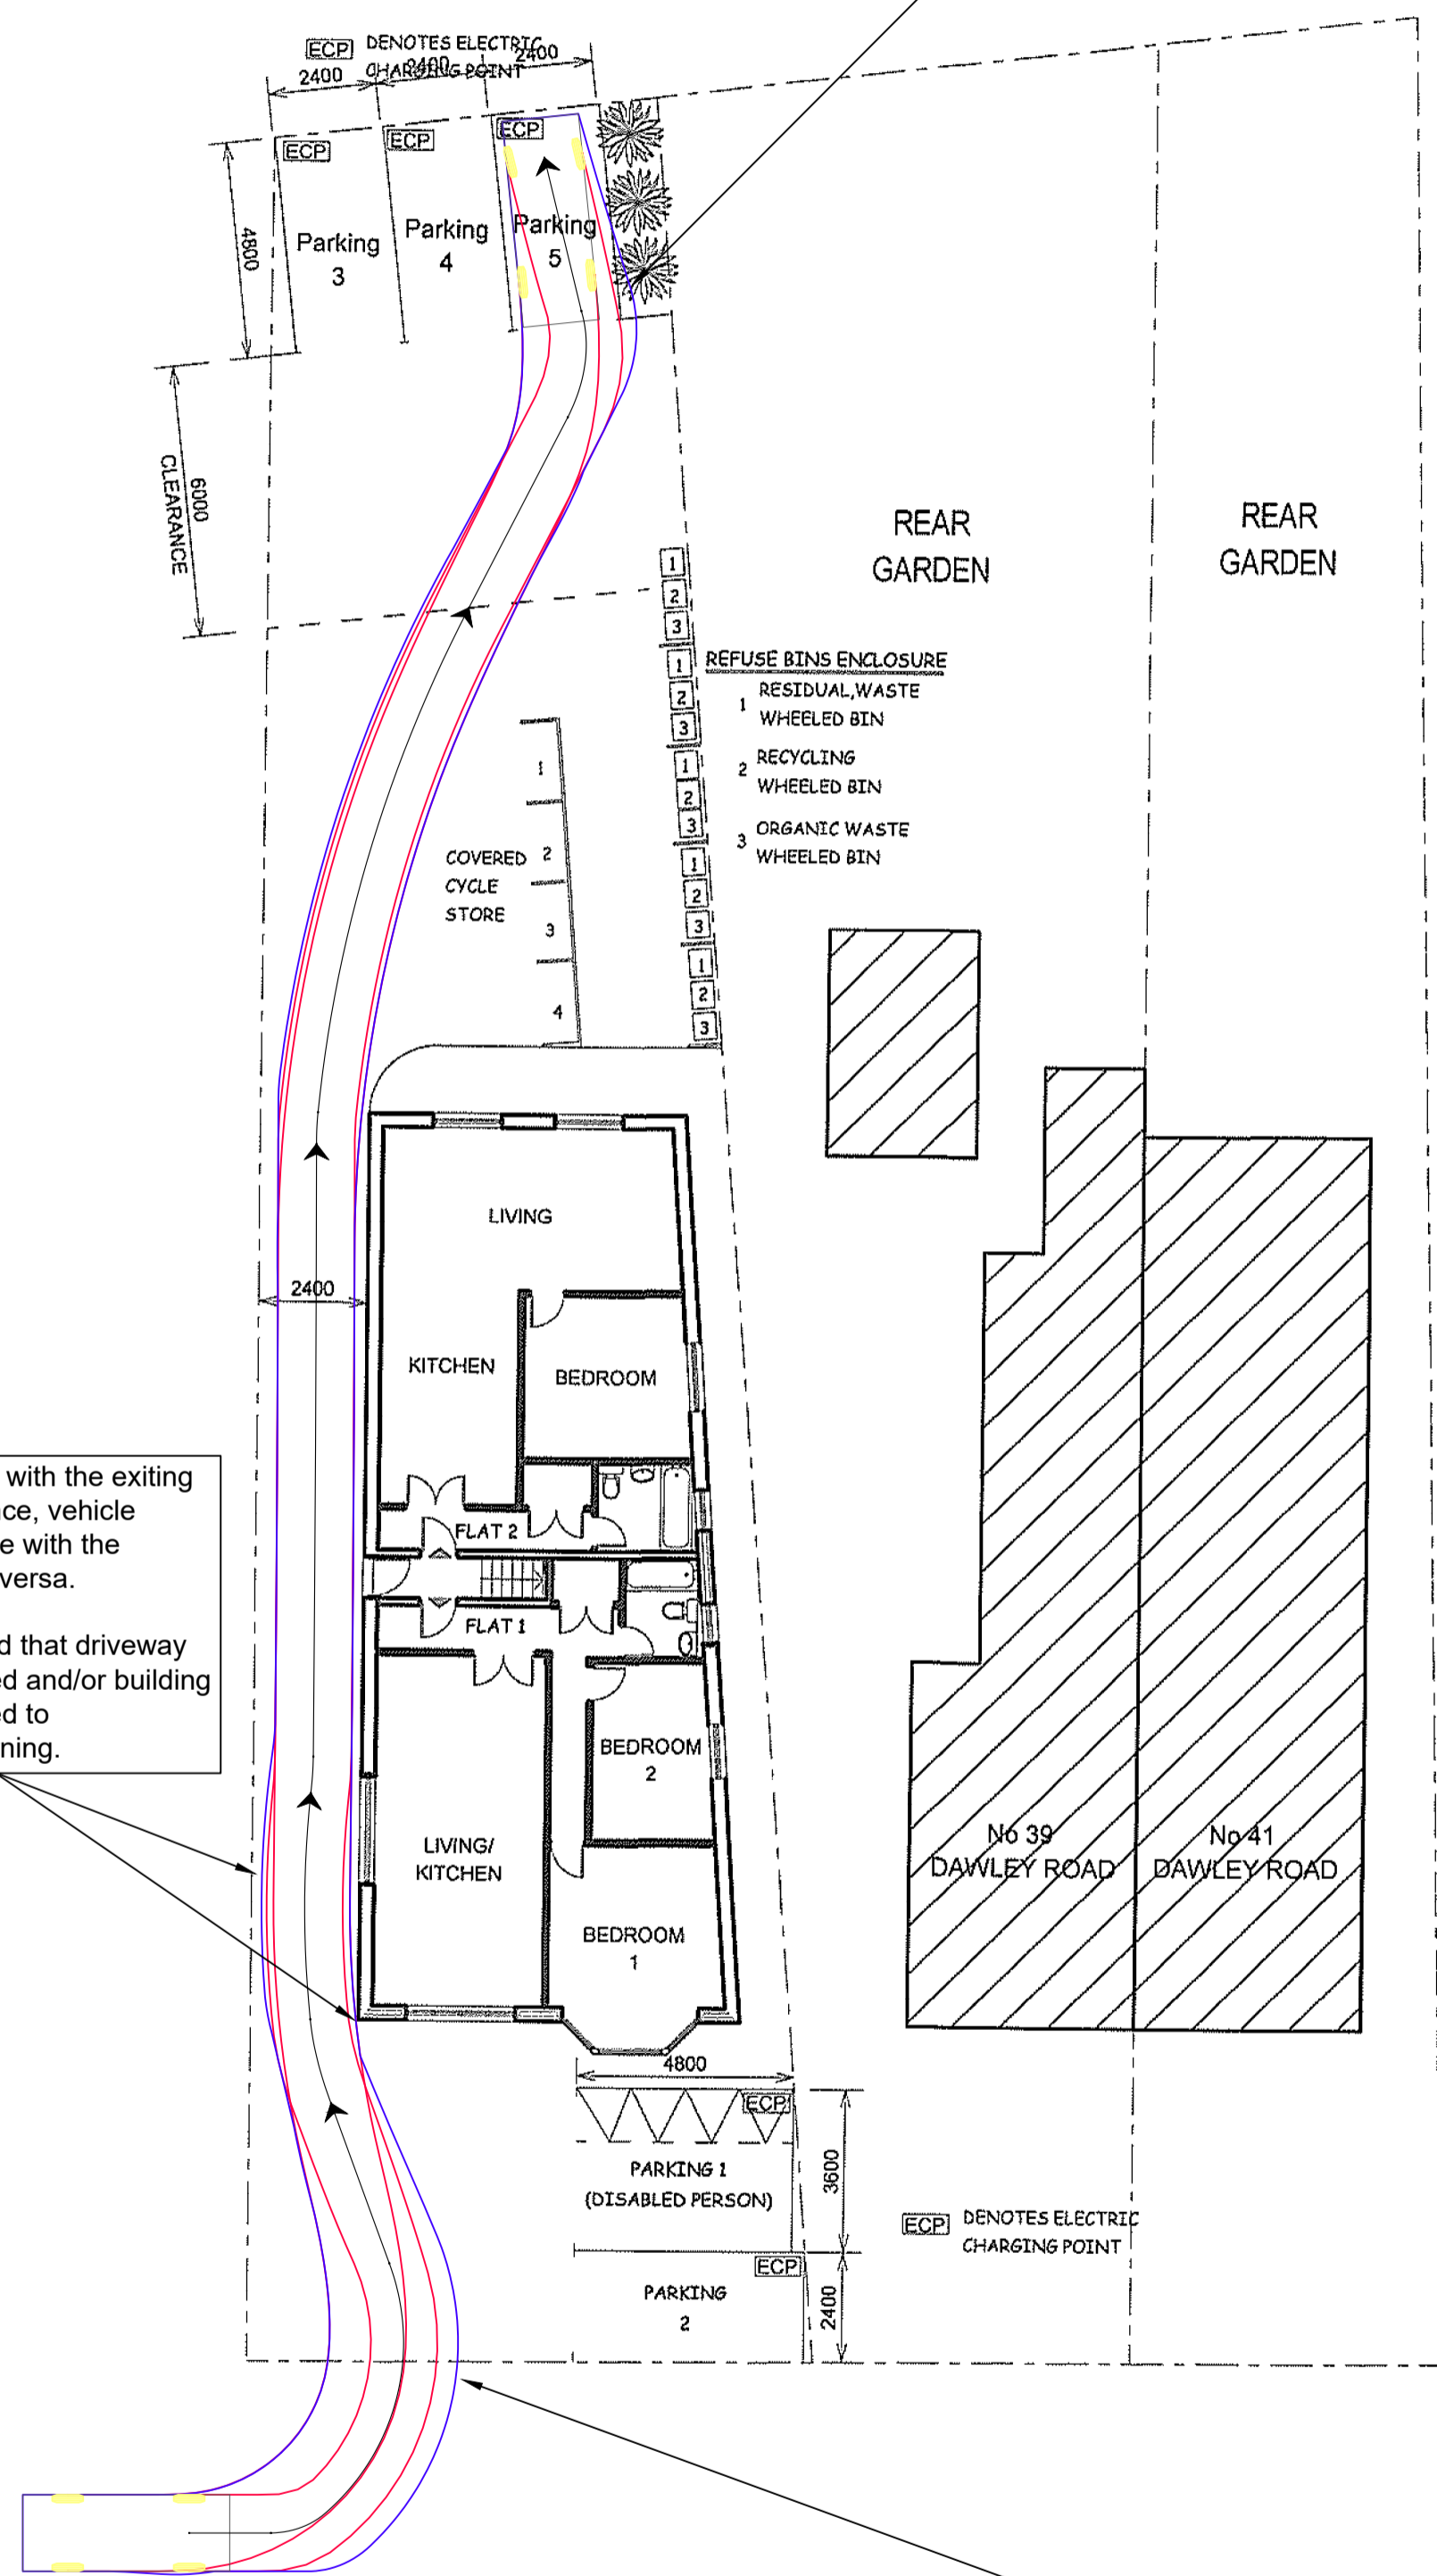 ECP DENOTES ELECTRIC
CHARGING POINT
2400
2400
2400
ECP
ECP
ECP
4800
Parking
3
Parking
4
Parking
5
6000
CLEARANCE
REAR
GARDEN
REAR
GARDEN
1
2
3
1
2
3
1
2
3
1
2
3
1
2
3
REFUSE BINS ENCLOSURE
1 RESIDUAL,WASTE
WHEELED BIN
2 RECYCLING
WHEELED BIN
3 ORGANIC WASTE
WHEELED BIN
COVERED
CYCLE
STORE
1
2
3
4
LIVING
2400
KITCHEN
BEDROOM
FLAT 2
FLAT 1
with the exiting
ce, vehicle
e with the
versa.
d that driveway
ed and/or building
ed to
ning.
BEDROOM
2
LIVING/
KITCHEN
BEDROOM
1
No 39
DAWLEY ROAD
No 41
DAWLEY ROAD
4800
ECP
PARKING 1
(DISABLED PERSON)
3600
ECP
PARKING
2
2400
ECP DENOTES ELECTRIC
CHARGING POINT